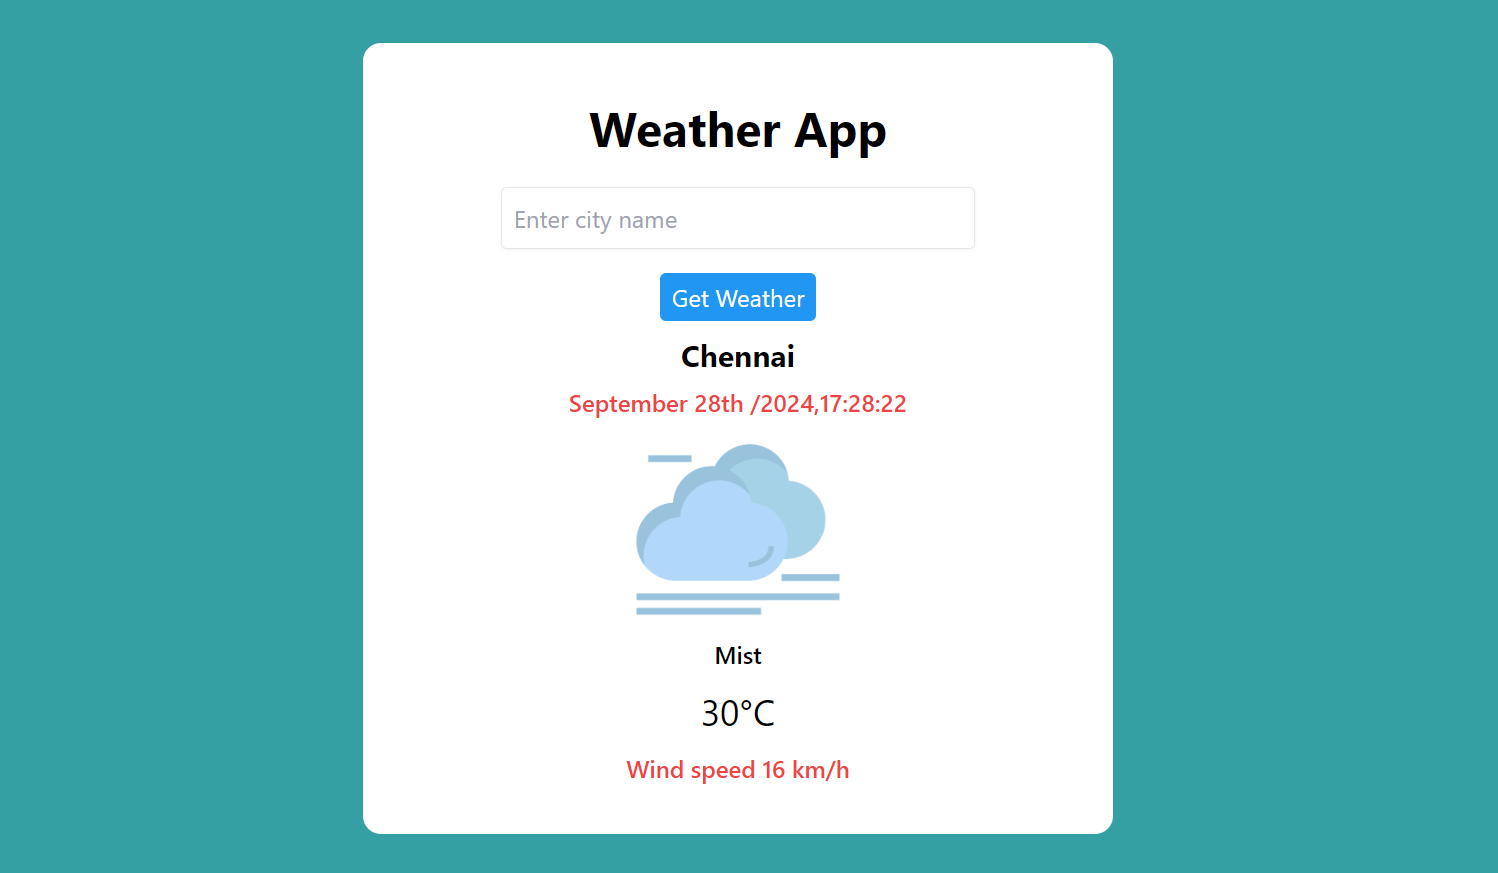 Weather App
Enter city name
Get Weather
Chennai
September 28th /2024,17:28:22
Mist
30°C
Wind speed 16 km/h